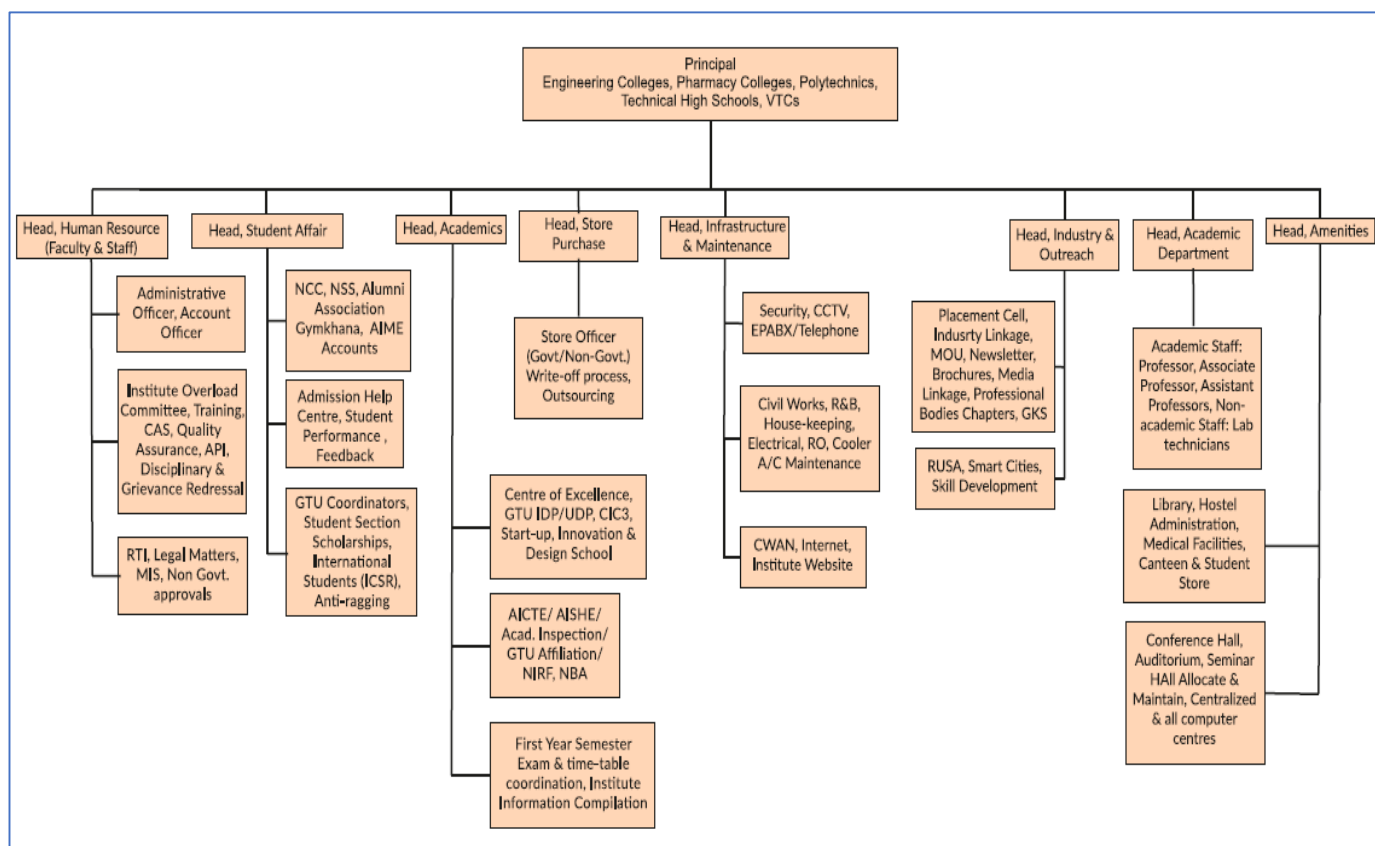 Principal
Engineering Colleges, Pharmacy Colleges, Polytechnics,
Technical High Schools, VTCs
Head, Human Resource
(Faculty & Staff)
Administrative
Officer, Account
Officer
Institute Overload
Committee, Training,
CAS, Quality
Assurance, API,
Disciplinary &
Grievance Redressal
RTI, Legal Matters,
MIS, Non Govt.
approvals
Head, Student Affair
NCC, NSS, Alumni
Association
Gymkhana, AIME
Accounts
Admission Help
Centre, Student
Performance ,
Feedback
GTU Coordinators,
Student Section
Scholarships,
International
Students (ICSR),
Anti-ragging
Head, Academics
Centre of Excellence,
GTU IDP/UDP, CIC3,
Start-up, Innovation &
Design School
AICTE/ AISHE/
Acad. Inspection/
GTU Affiliation/
NIRF, NBA
First Year Semester
Exam & time-table
coordination, Institute
Information Compilation
Head, Store
Purchase
Store Officer
(Govt/Non-Govt.)
Write-off process,
Outsourcing
Head, Infrastructure
& Maintenance
Security, CCTV,
EPABX/Telephone
Civil Works, R&B,
House-keeping,
Electrical, RO, Cooler
A/C Maintenance
CWAN, Internet,
Institute Website
Head, Industry &
Outreach
Placement Cell,
Indusrty Linkage,
MOU, Newsletter,
Brochures, Media
Linkage, Professional
Bodies Chapters, GKS
RUSA, Smart Cities,
Skill Development
Head, Academic
Department
Academic Staff:
Professor, Associate
Professor, Assistant
Professors, Non-
academic Staff: Lab
technicians
Head, Amenities
Library, Hostel
Administration,
Medical Facilities,
Canteen & Student
Store
Conference Hall,
Auditorium, Seminar
HAll Allocate &
Maintain, Centralized
& all computer
centres